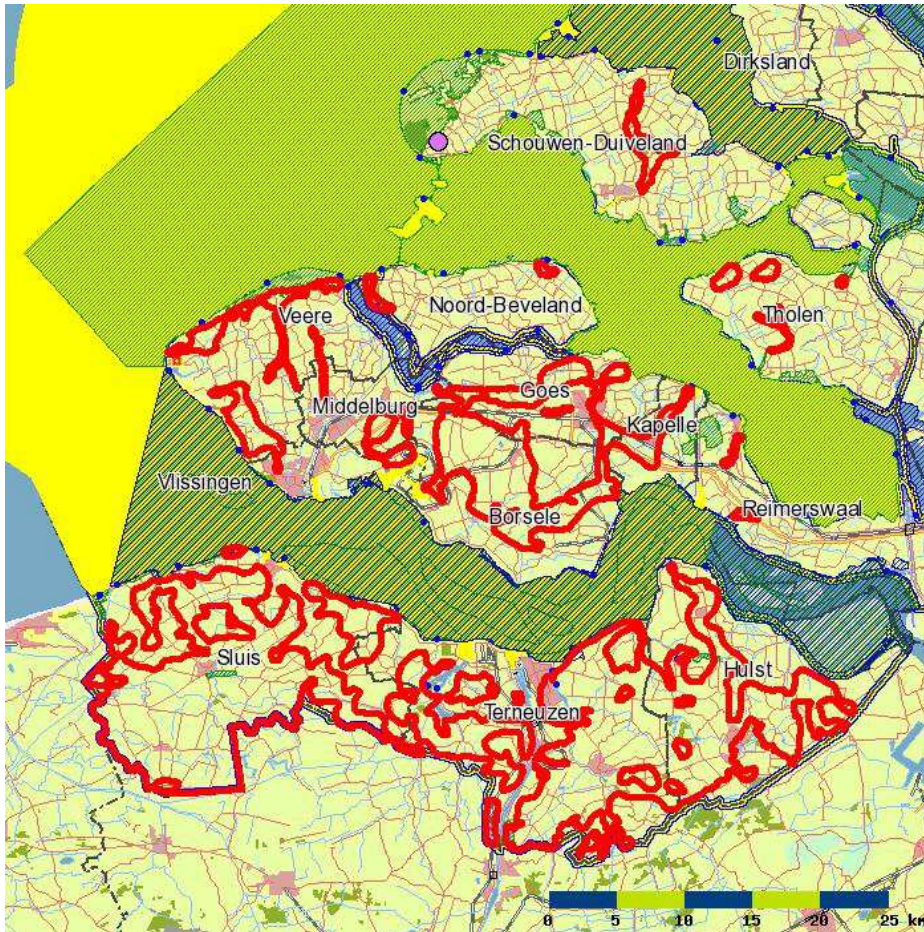 Dirksland
Schouwen-Duiveland
Noord-Beveland
Veere
Tholen
Goes
Middelburg
Kapelle
Vlissingen
Borsele
Reimerswaal
Sluis
Hulst
Terneuzen
0 5 10 15 20 25 km